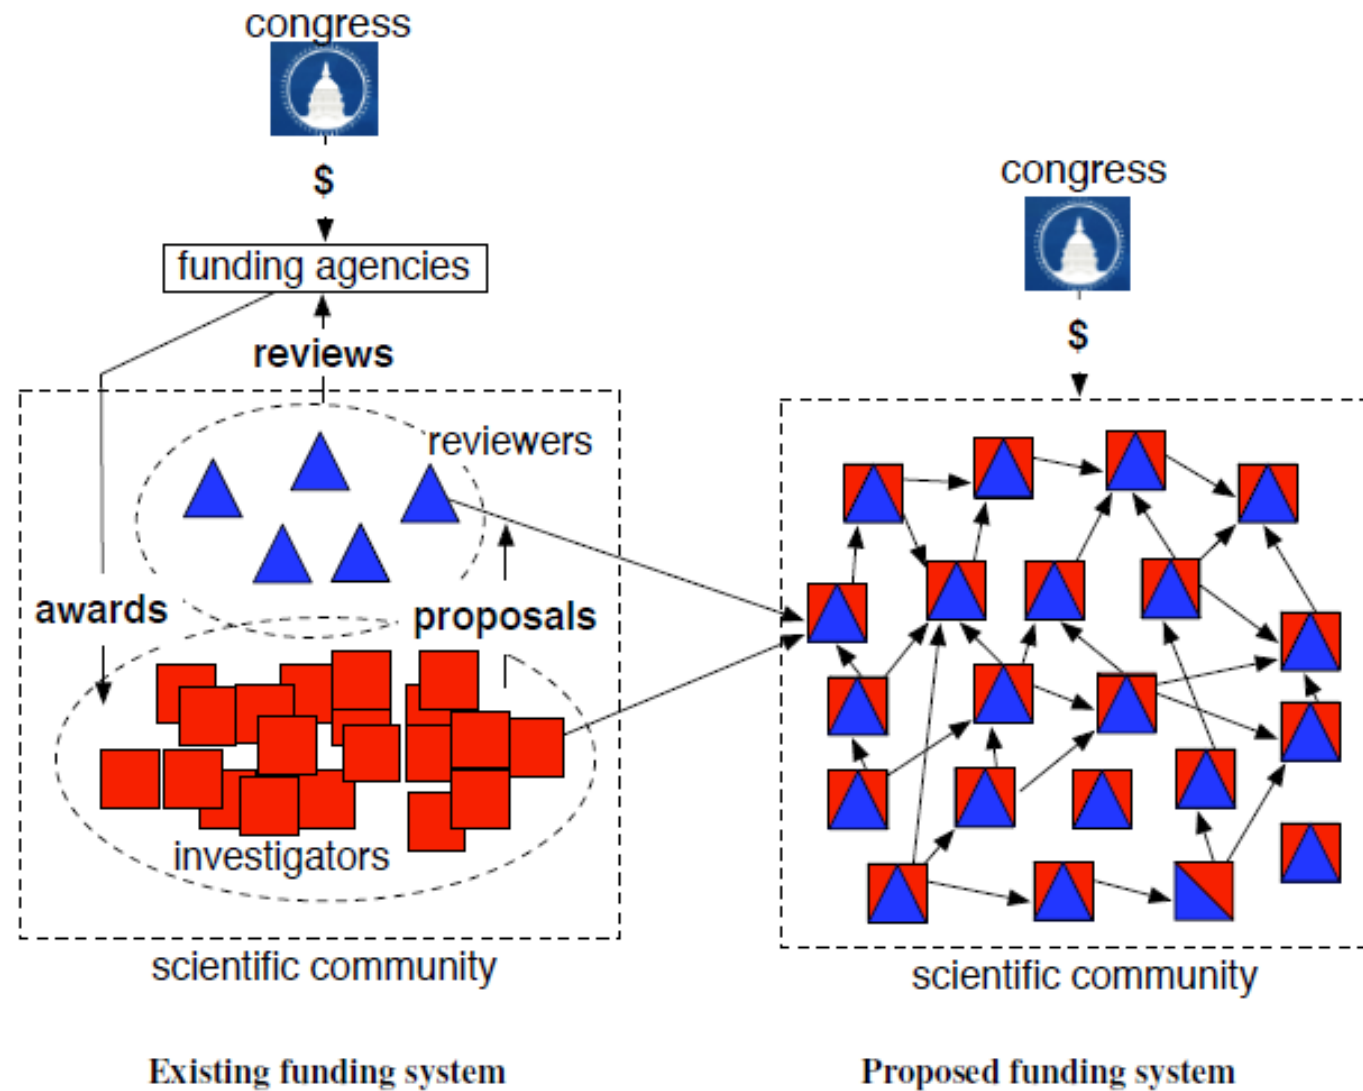 congress
$
funding agencies
reviews
reviewers
awards
proposals
investigators
scientific community
Existing funding system
congress
$
scientific community
Proposed funding system